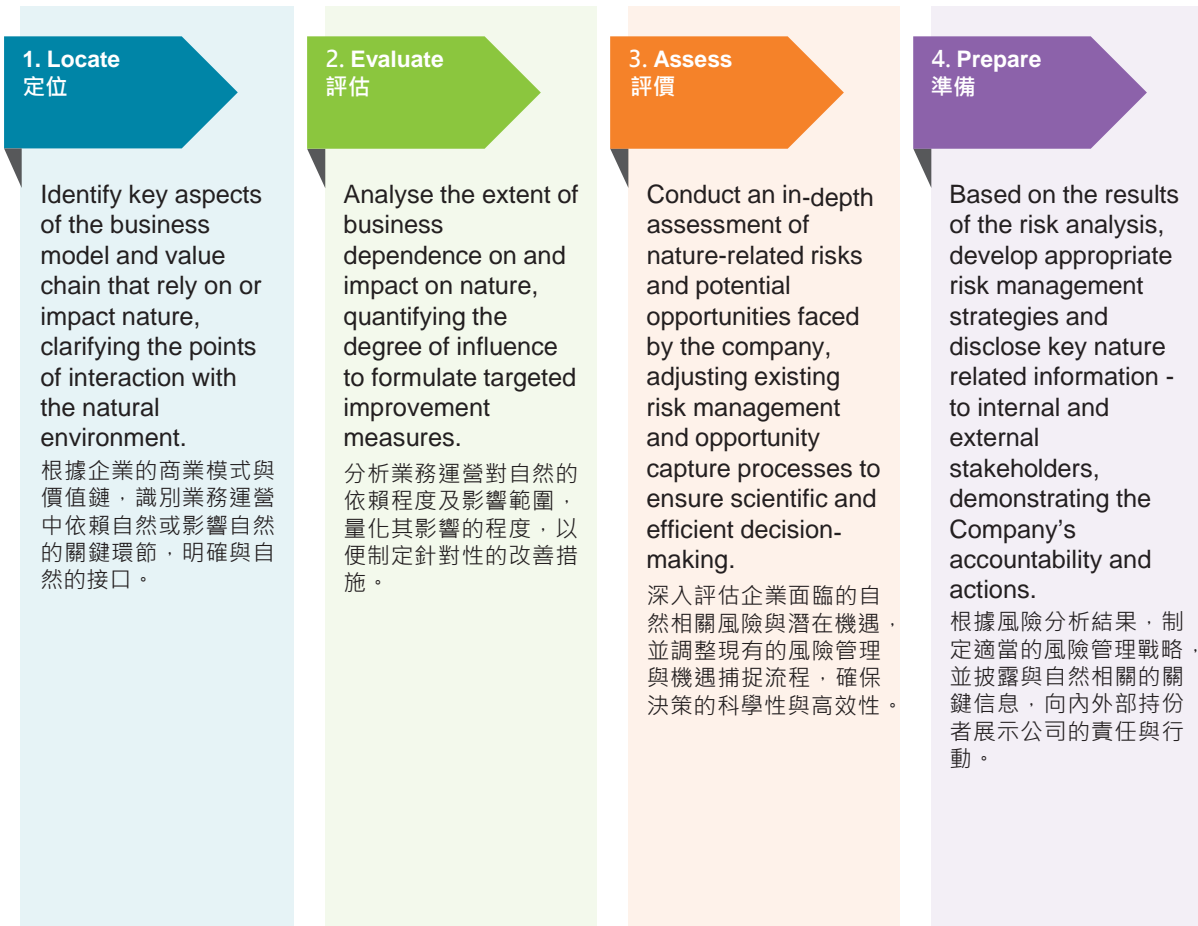 1. Locate
定位
Identify key aspects
of the business
model and value
chain that rely on or
impact nature,
clarifying the points
of interaction with
the natural
environment.
根據企業的商業模式與
價值鏈，識別業務運營
中依賴自然或影響自然
的關鍵環節，明確與自
然的接口。
2. Evaluate
評估
Analyse the extent of
business
dependence on and
impact on nature,
quantifying the
degree of influence
to formulate targeted
improvement
measures.
分析業務運營對自然的
依賴程度及影響範圍，
量化其影響的程度，以
便制定針對性的改善措
施。
3. Assess
評價
Conduct an in-depth
assessment of
nature-related risks
and potential
opportunities faced
by the company,
adjusting existing
risk management
and opportunity
capture processes to
ensure scientific and
efficient decision-
making.
深入評估企業面臨的自
然相關風險與潛在機遇，
並調整現有的風險管理
與機遇捕捉流程，確保
決策的科學性與高效性。
4. Prepare
準備
Based on the results
of the risk analysis,
develop appropriate
risk management
strategies and
disclose key nature
related information -
to internal and
external
stakeholders,
demonstrating the
Company's
accountability and
actions.
根據風險分析結果，制
定適當的風險管理戰略，
並披露與自然相關的關
鍵信息，向內外部持份
者展示公司的責任與行
動。